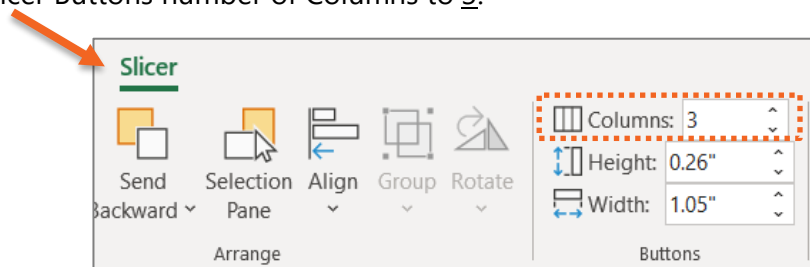 licer Buttons number of Columns to 3.
Slicer
Send Backward
Selection Pane
Align
Group
Rotate
Arrange
Columns: 3
Height: 0.26"
Width: 1.05"
Buttons